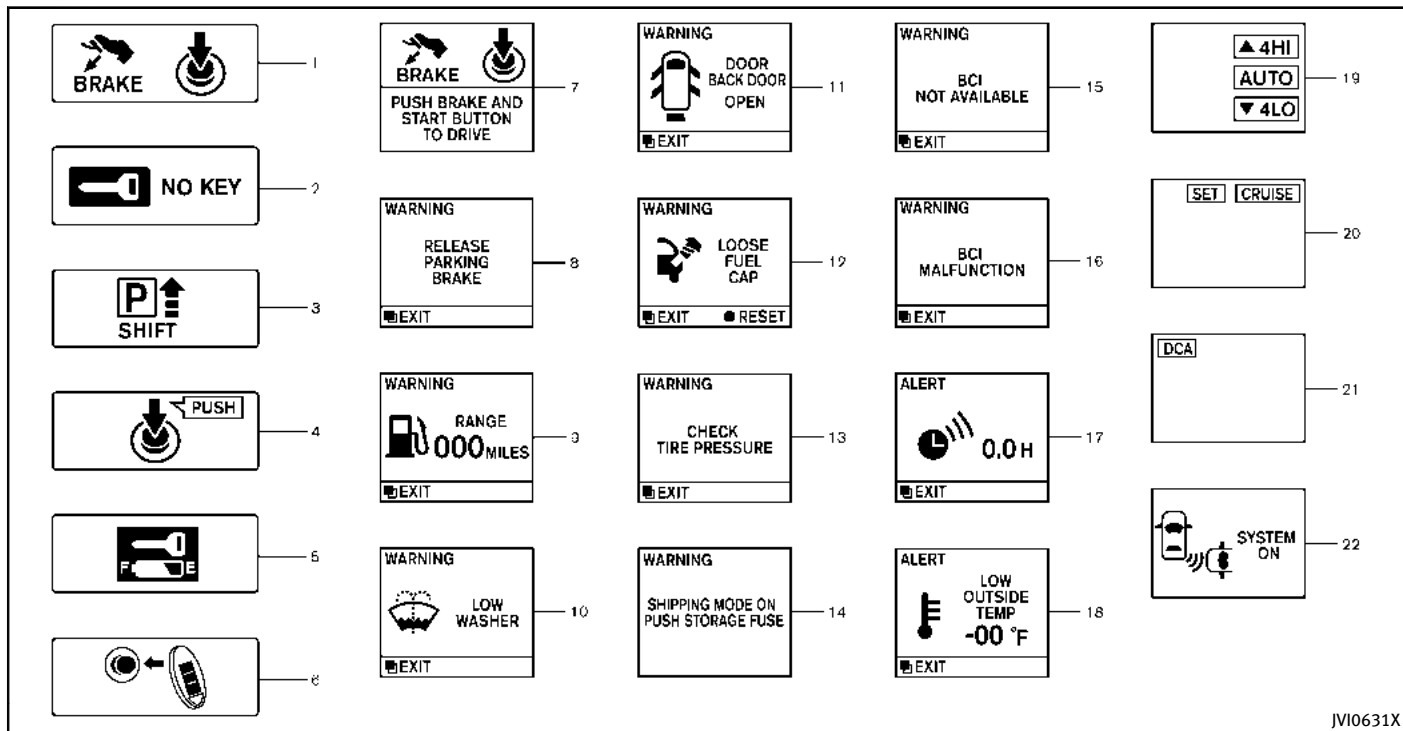 BRAKE
1
NO KEY
2
P
SHIFT
3
PUSH
4
F E
5
6
BRAKE
PUSH BRAKE AND
START BUTTON
TO DRIVE
7
WARNING
RELEASE
PARKING
BRAKE
EXIT
8
WARNING
RANGE
000 MILES
EXIT
9
WARNING
LOW
WASHER
EXIT
10
WARNING
DOOR
BACK DOOR
OPEN
EXIT
11
WARNING
LOOSE
FUEL
CAP
EXIT ● RESET
12
WARNING
CHECK
TIRE PRESSURE
EXIT
13
WARNING
SHIPPING MODE ON
PUSH STORAGE FUSE
14
WARNING
BCI
NOT AVAILABLE
EXIT
15
WARNING
BCI
MALFUNCTION
EXIT
16
ALERT
0.0 H
EXIT
17
ALERT
LOW
OUTSIDE
TEMP
-00 °F
EXIT
18
▲ 4HI
AUTO
▼ 4LO
19
SET CRUISE
20
DCA
21
SYSTEM
ON
22
JVI0631X